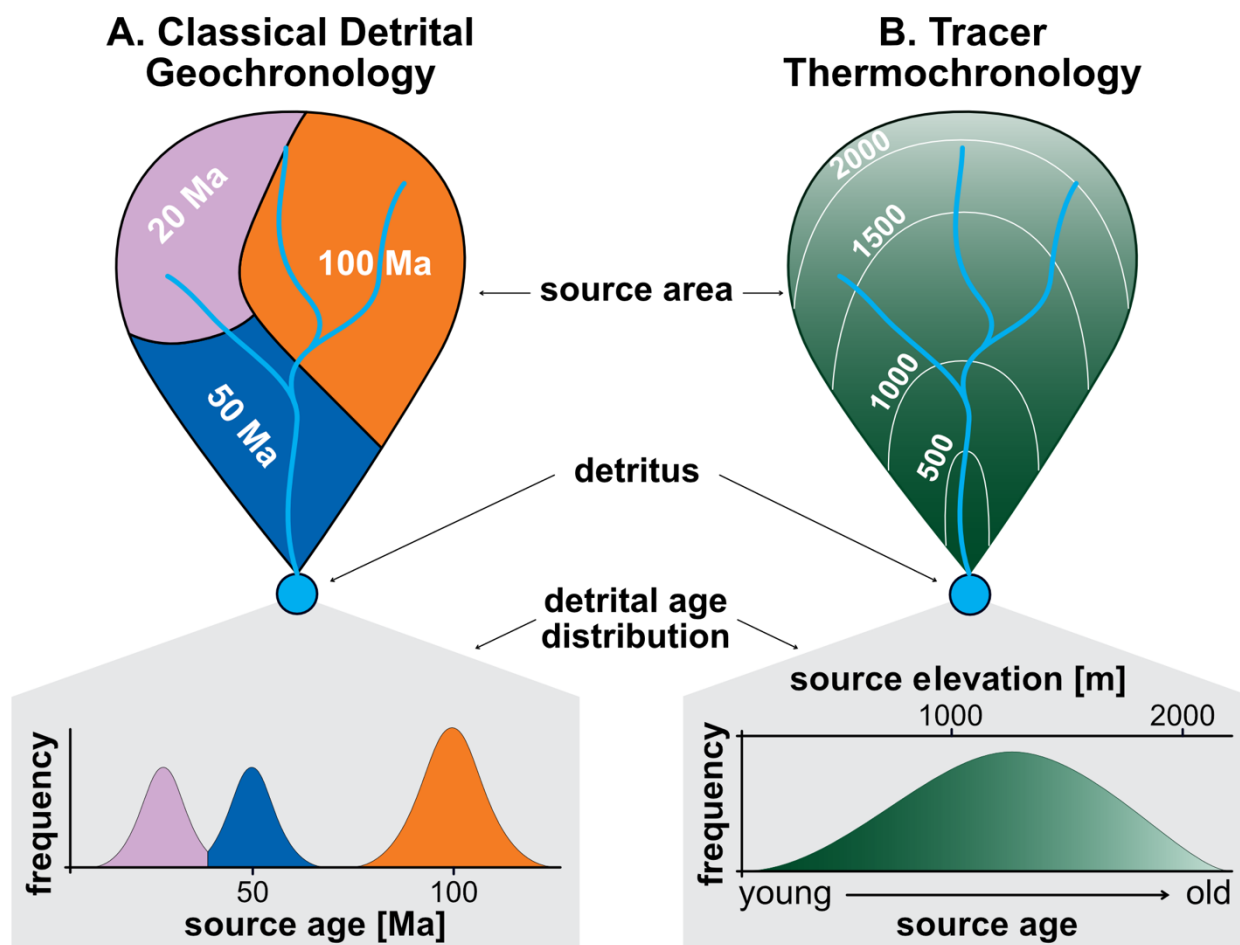 A. Classical Detrital
Geochronology
B. Tracer
Thermochronology
20 Ma
100 Ma
50 Ma
2000
1500
1000
500
source area
detritus
detrital age
distribution
frequency
50
100
source age [Ma]
source elevation [m]
1000
2000
frequency
young
old
source age